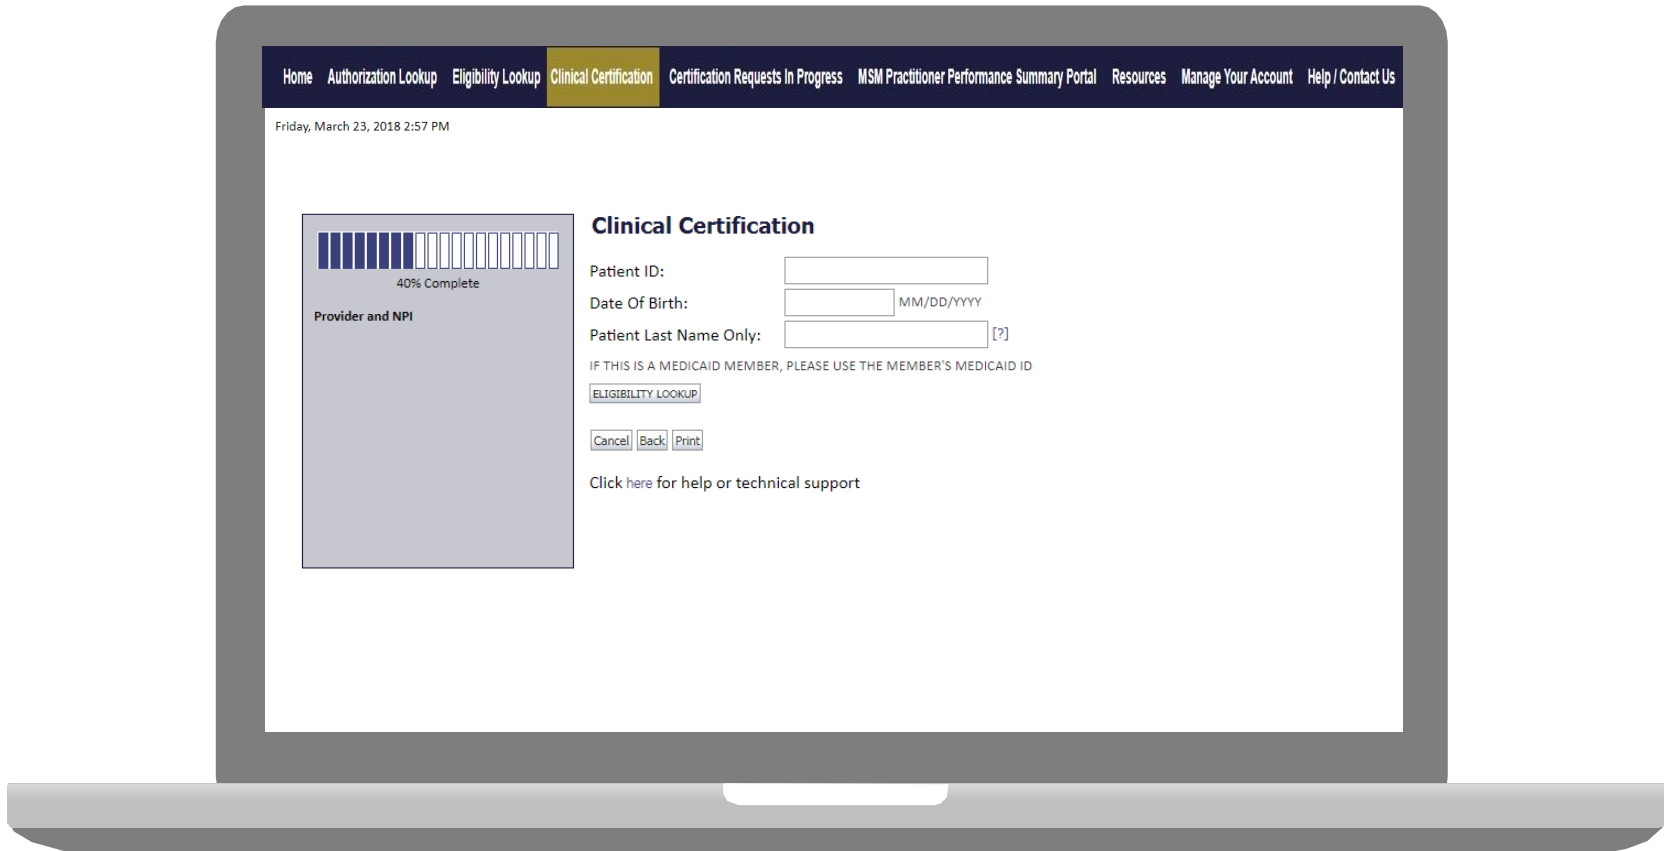 Home Authorization Lookup Eligibility Lookup Clinical Certification Certification Requests In Progress MSM Practitioner Performance Summary Portal Resources Manage Your Account Help / Contact Us
Friday, March 23, 2018 2:57 PM
40% Complete
Provider and NPI
Clinical Certification
Patient ID:
Date Of Birth: MM/DD/YYYY
Patient Last Name Only: [?]
IF THIS IS A MEDICAID MEMBER, PLEASE USE THE MEMBER'S MEDICAID ID
ELIGIBILITY LOOKUP
Cancel Back Print
Click here for help or technical support